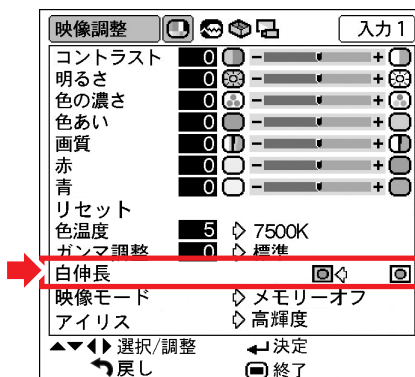 映像調整 入力1
コントラスト 0 - +
明るさ 0 - +
色の濃さ 0 - +
色あい 0 - +
画質 0 - +
赤 0 - +
青 0 - +
リセット
色温度 5 7500K
ガンマ調整 0 標準
白伸長
映像モード メモリーオフ
アイリス 高輝度
▲▼◀▶選択/調整 決定
戻し 終了